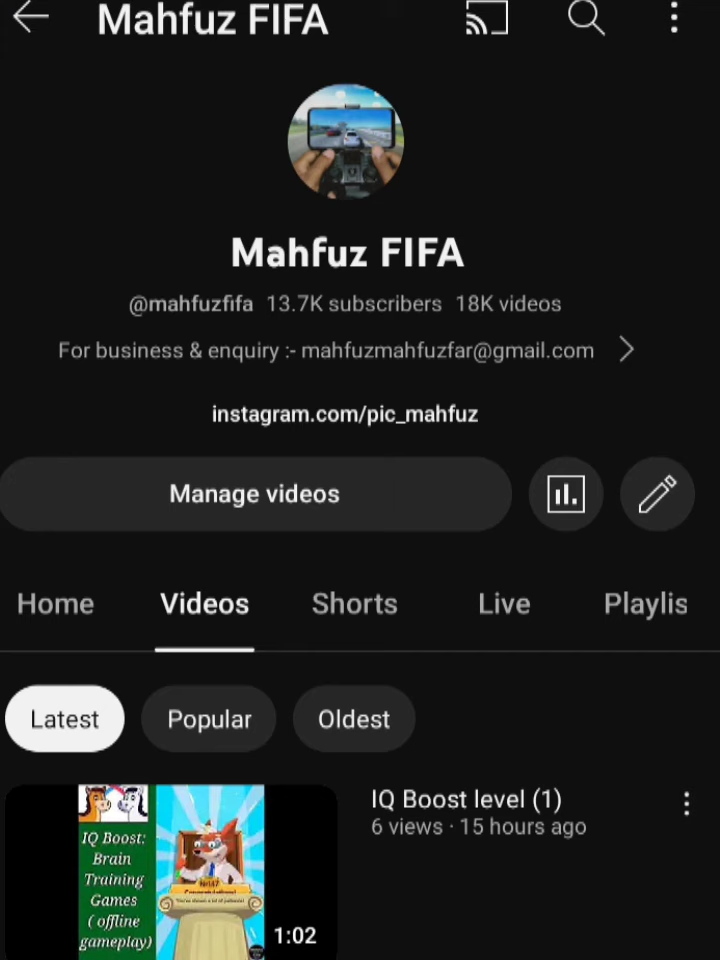 Mahfuz FIFA
Mahfuz FIFA
@mahfuzfifa 13.7K subscribers 18K videos
For business & enquiry :- mahfuzmahfuzfar@gmail.com
instagram.com/pic_mahfuz
Manage videos
Home Videos Shorts Live Playlis
Latest Popular Oldest
IQ Boost level (1)
6 views · 15 hours ago
IQ Boost:
Brain
Training
Games
( offline
gameplay)
1:02